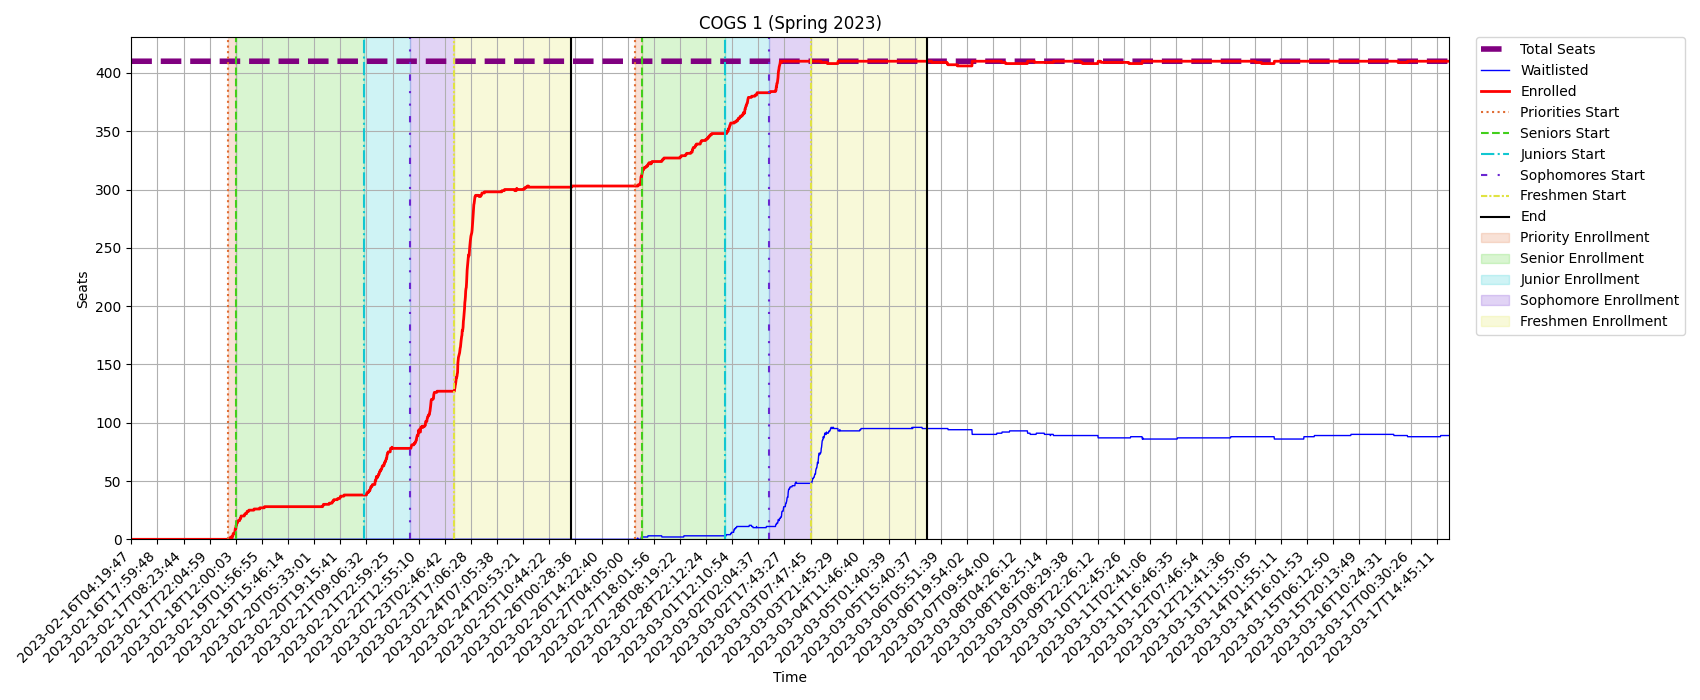 COGS 1 (Spring 2023)
Seats
400
350
300
250
200
150
100
50
0
2023-02-16T04:19:47
2023-02-16T17:59:48
2023-02-17T08:23:44
2023-02-17T22:04:59
2023-02-18T12:00:03
2023-02-19T01:56:55
2023-02-19T15:46:14
2023-02-20T05:33:01
2023-02-20T19:15:41
2023-02-21T09:06:32
2023-02-21T22:59:25
2023-02-22T12:55:10
2023-02-23T02:46:42
2023-02-23T17:06:28
2023-02-24T07:05:38
2023-02-24T20:53:21
2023-02-25T10:44:22
2023-02-26T00:28:36
2023-02-26T14:22:40
2023-02-27T04:05:00
2023-02-27T18:01:56
2023-02-28T08:19:22
2023-02-28T22:12:24
2023-03-01T12:10:54
2023-03-02T02:04:37
2023-03-02T17:43:27
2023-03-03T07:47:45
2023-03-03T21:45:29
2023-03-04T11:46:40
2023-03-05T01:40:39
2023-03-05T15:40:37
2023-03-06T05:51:39
2023-03-06T19:54:02
2023-03-07T09:54:00
2023-03-08T04:26:12
2023-03-08T18:25:14
2023-03-09T08:29:38
2023-03-09T22:26:12
2023-03-10T12:45:26
2023-03-11T02:41:06
2023-03-11T16:46:35
2023-03-12T07:46:54
2023-03-12T21:41:36
2023-03-13T11:55:05
2023-03-14T01:55:11
2023-03-14T16:01:53
2023-03-15T06:12:50
2023-03-15T20:13:49
2023-03-16T10:24:31
2023-03-17T00:30:26
2023-03-17T14:45:11
Time
Total Seats
Waitlisted
Enrolled
Priorities Start
Seniors Start
Juniors Start
Sophomores Start
Freshmen Start
End
Priority Enrollment
Senior Enrollment
Junior Enrollment
Sophomore Enrollment
Freshmen Enrollment